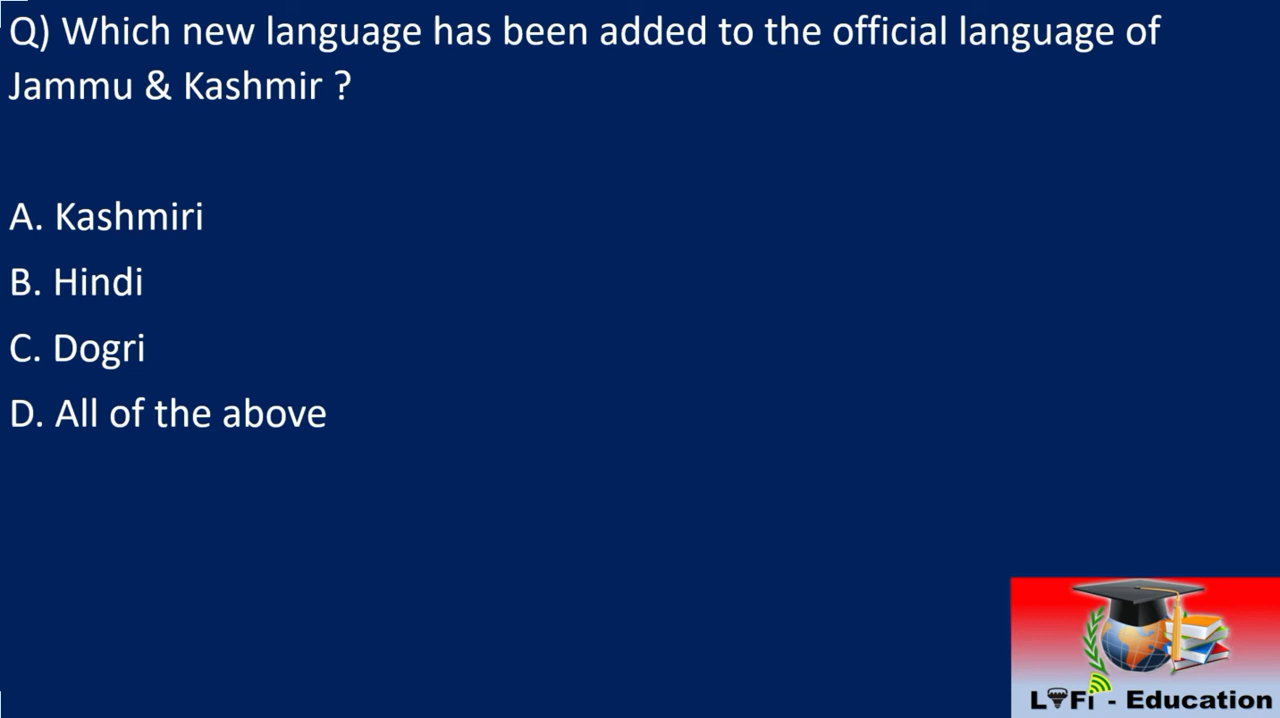 Q) Which new language has been added to the official language of
Jammu & Kashmir ?
A. Kashmiri
B. Hindi
C. Dogri
D. All of the above
LiFi - Education